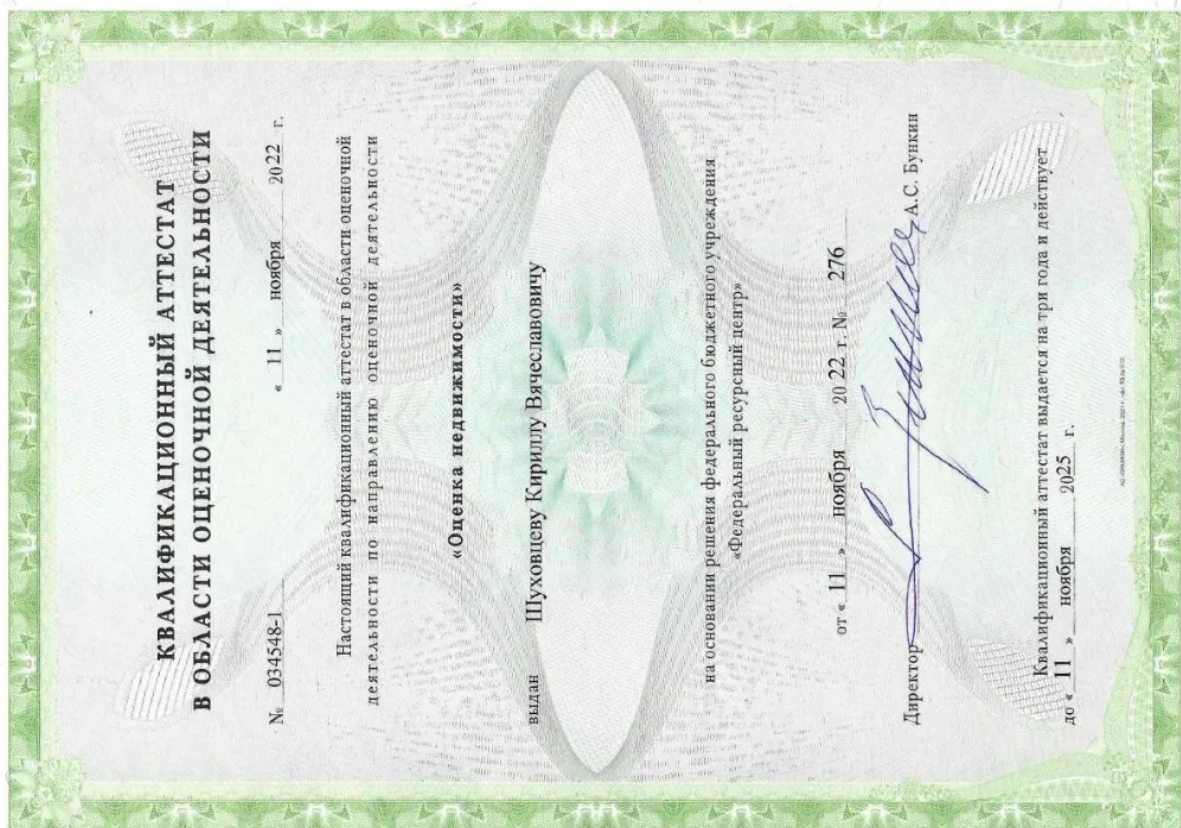 КВАЛИФИКАЦИОННЫЙ АТТЕСТАТ
В ОБЛАСТИ ОЦЕНОЧНОЙ ДЕЯТЕЛЬНОСТИ
№ 034548-1 « 11 » ноября 2022 г.
Настоящий квалификационный аттестат в области оценочной
деятельности по направлению оценочной деятельности
«Оценка недвижимости»
выдан Шуховцеву Кириллу Вячеславовичу
на основании решения федерального бюджетного учреждения
«Федеральный ресурсный центр»
от « 11 » ноября 20 22 г. № 276
Директор А.С. Бункин
Квалификационный аттестат выдается на три года и действует
до « 11 » ноября 2025 г.